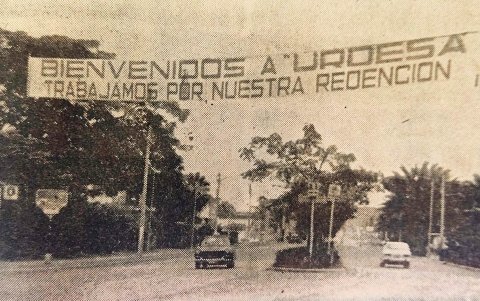 BIENVENIDOS A "URDESA
TRABAJAMOS POR NUESTRA REDENCION